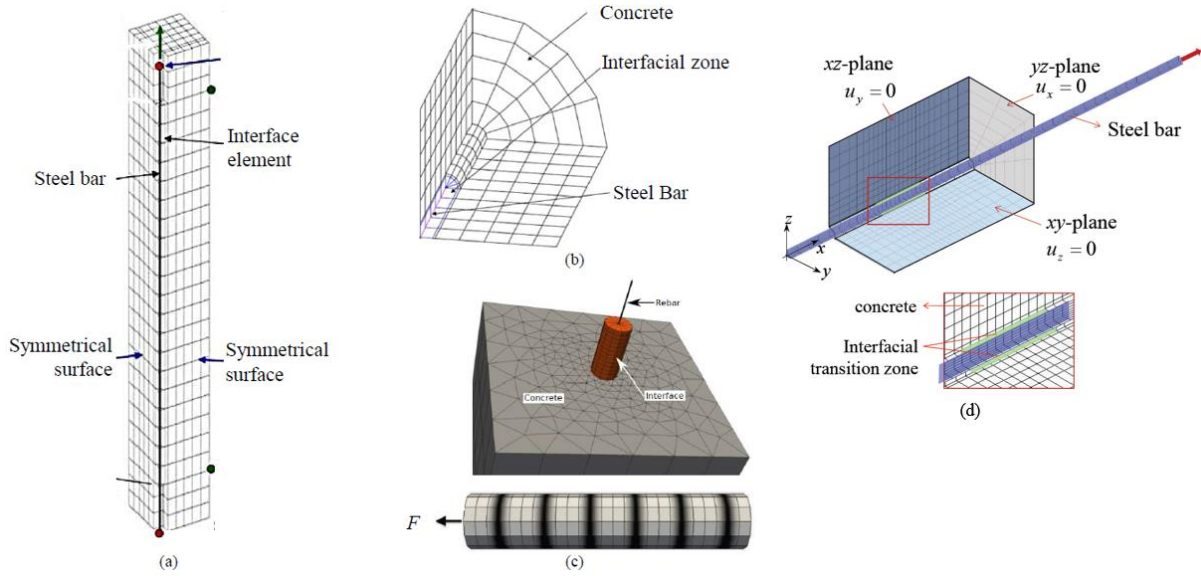 Interface
element
Steel bar
Symmetrical
surface
Symmetrical
surface
(a)
Concrete
Interfacial zone
Steel Bar
(b)
Rebar
Concrete
Interface
F
(c)
xz-plane
u_y = 0
yz-plane
u_x = 0
Steel bar
z
x
y
xy-plane
u_z = 0
concrete
Interfacial
transition zone
(d)